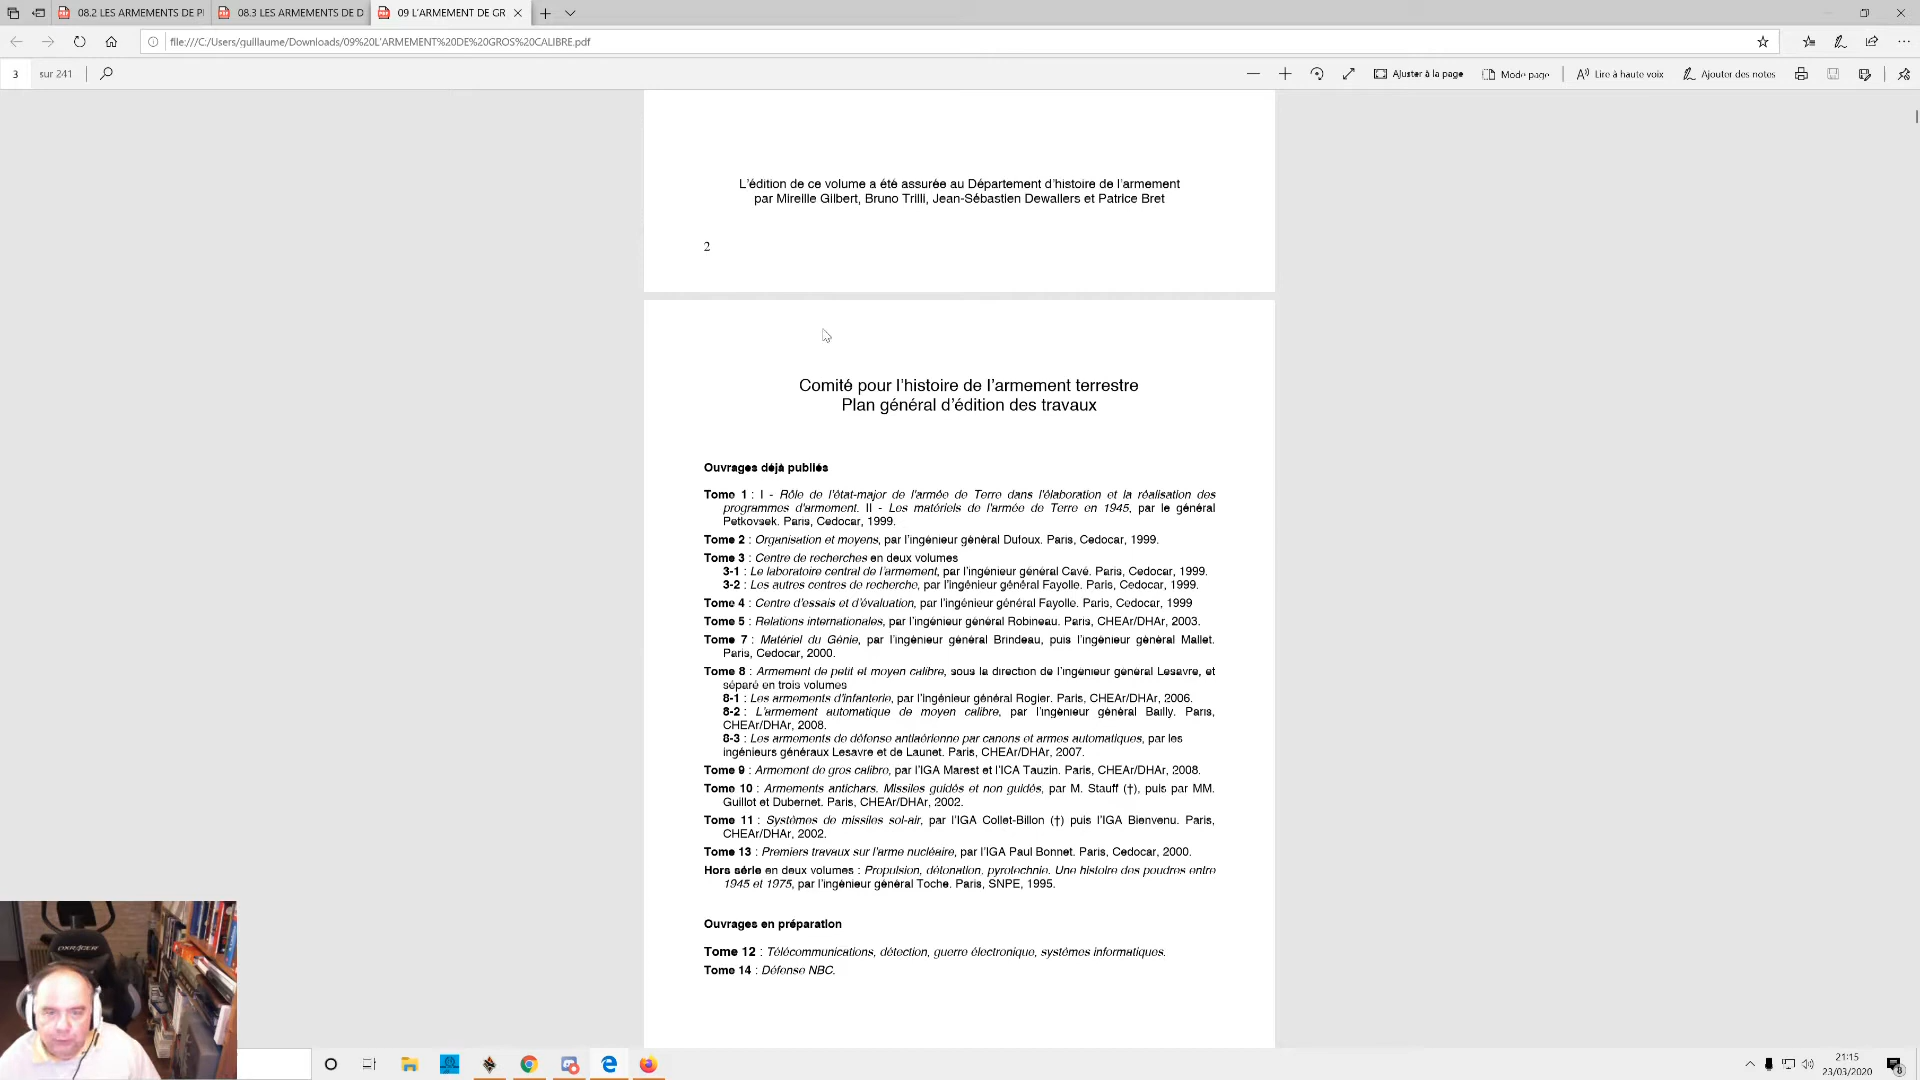 08.2 LES ARMEMENTS DE P
08.3 LES ARMEMENTS DE D
09 L'ARMEMENT DE GR
file:///C:/Users/guillaume/Downloads/09%20L'ARMEMENT%20DE%20GROS%20CALIBRE.pdf
3 sur 241
Ajuster à la page
Mode page
Lire à haute voix
Ajouter des notes
L'édition de ce volume a été assurée au Département d'histoire de l'armement
par Mireille Gilbert, Bruno Trilli, Jean-Sébastien Dewallers et Patrice Bret
2
Comité pour l'histoire de l'armement terrestre
Plan général d'édition des travaux
Ouvrages déjà publiés
Tome 1 : I - Rôle de l'état-major de l'armée de Terre dans l'élaboration et la réalisation des
programmes d'armement. II - Les matériels de l'armée de Terre en 1945, par le général
Petkovsek. Paris, Cedocar, 1999.
Tome 2 : Organisation et moyens, par l'ingénieur général Dufoux. Paris, Cedocar, 1999.
Tome 3 : Centre de recherches en deux volumes
3-1 : Le laboratoire central de l'armement, par l'ingénieur général Cavé. Paris, Cedocar, 1999.
3-2 : Les autres centres de recherche, par l'ingénieur général Fayolle. Paris, Cedocar, 1999.
Tome 4 : Centre d'essais et d'évaluation, par l'ingénieur général Fayolle. Paris, Cedocar, 1999
Tome 5 : Relations internationales, par l'ingénieur général Robineau. Paris, CHEAr/DHAr, 2003.
Tome 7 : Matériel du Génie, par l'ingénieur général Brindeau, puis l'ingénieur général Mallet.
Paris, Cedocar, 2000.
Tome 8 : Armement de petit et moyen calibre, sous la direction de l'ingénieur général Lesavre, et
séparé en trois volumes
8-1 : Les armements d'infanterie, par l'ingénieur général Rogier. Paris, CHEAr/DHAr, 2006.
8-2 : L'armement automatique de moyen calibre, par l'ingénieur général Bailly. Paris,
CHEAr/DHAr, 2008.
8-3 : Les armements de défense antiaérienne par canons et armes automatiques, par les
ingénieurs généraux Lesavre et de Launet. Paris, CHEAr/DHAr, 2007.
Tome 9 : Armement de gros calibre, par l'IGA Marest et l'ICA Tauzin. Paris, CHEAr/DHAr, 2008.
Tome 10 : Armements antichars. Missiles guidés et non guidés, par M. Stauff (†), puis par MM.
Guillot et Dubernet. Paris, CHEAr/DHAr, 2002.
Tome 11 : Systèmes de missiles sol-air, par l'IGA Collet-Billon (†) puis l'IGA Bienvenu. Paris,
CHEAr/DHAr, 2002.
Tome 13 : Premiers travaux sur l'arme nucléaire, par l'IGA Paul Bonnet. Paris, Cedocar, 2000.
Hors série en deux volumes : Propulsion, détonation, pyrotechnie. Une histoire des poudres entre
1945 et 1975, par l'ingénieur général Toche. Paris, SNPE, 1995.
Ouvrages en préparation
Tome 12 : Télécommunications, détection, guerre électronique, systèmes informatiques.
Tome 14 : Défense NBC.
DXRACER
21:15
23/03/2020